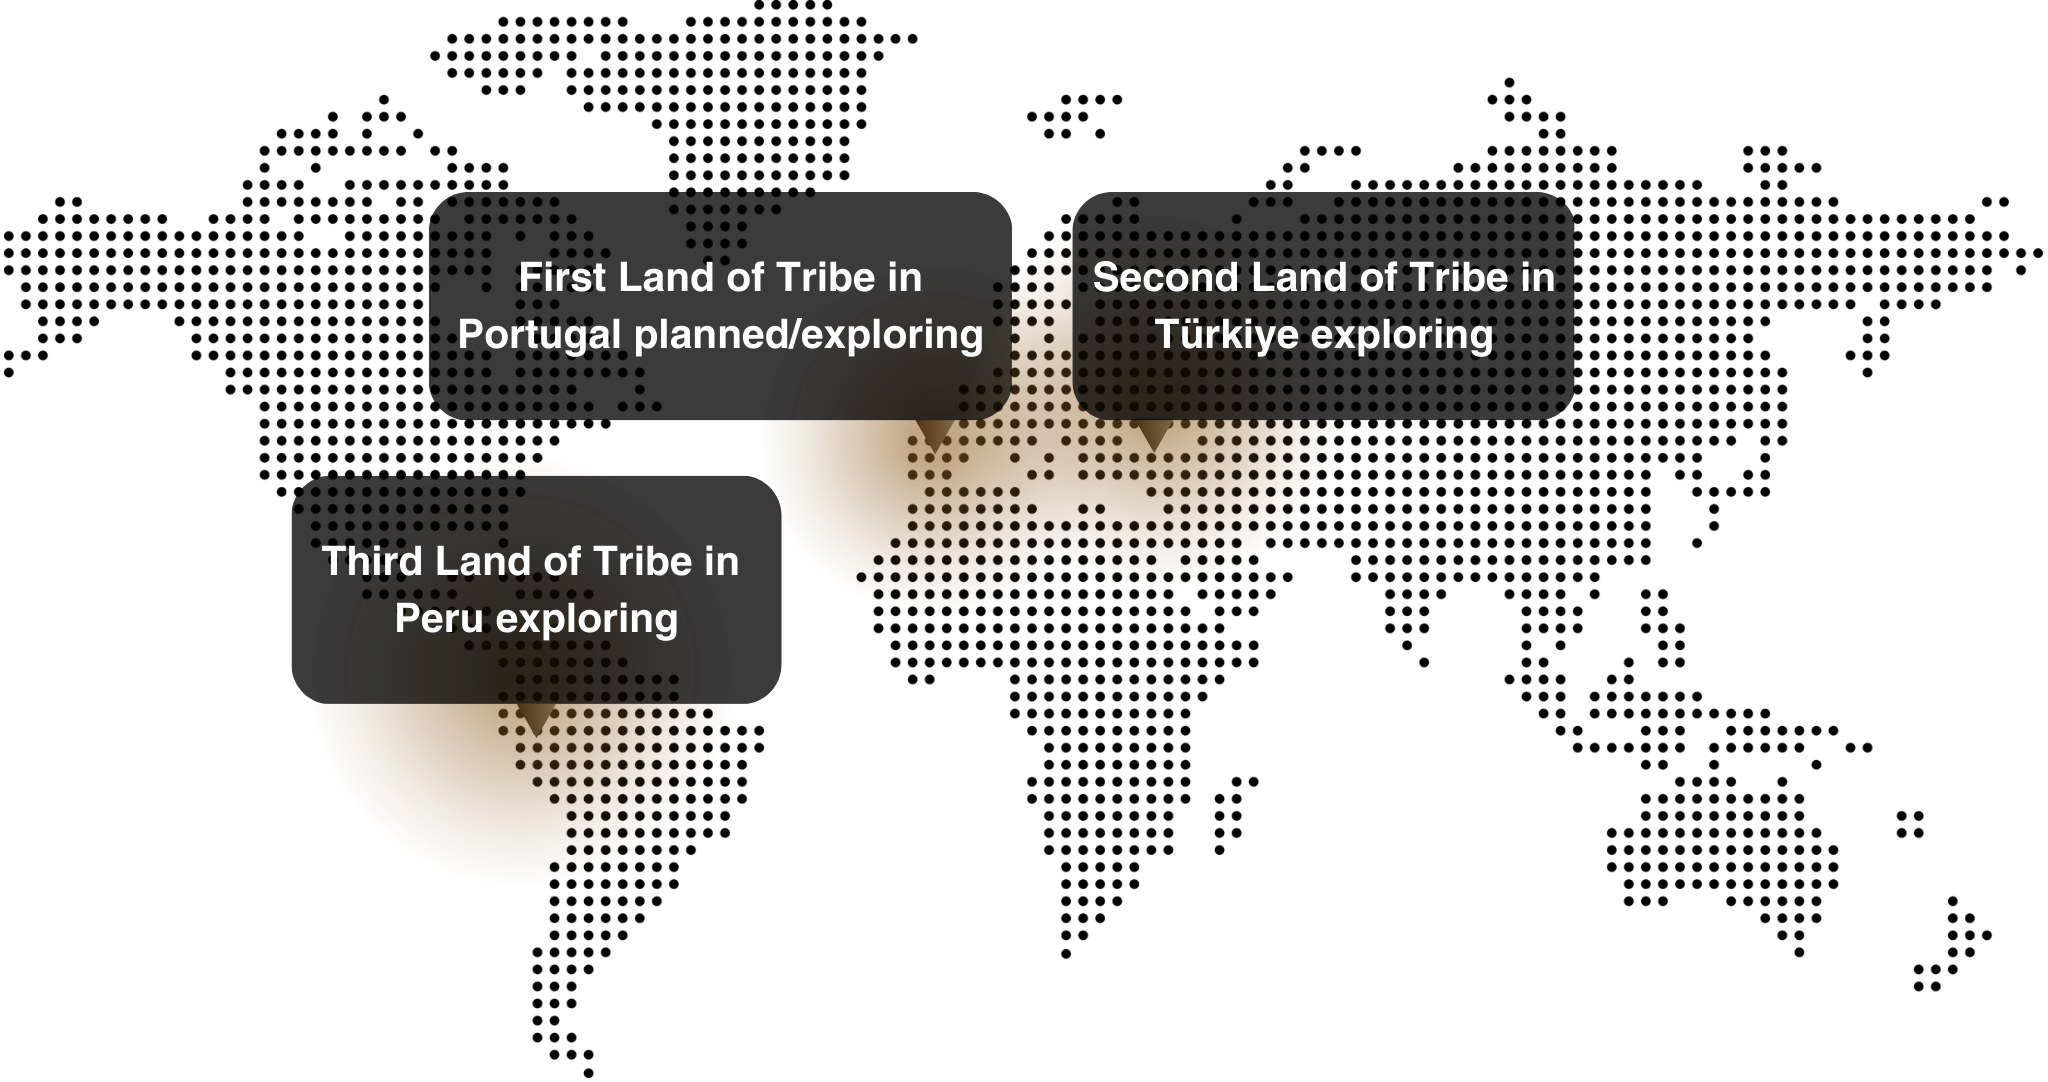 First Land of Tribe in
Portugal planned/exploring
Second Land of Tribe in
Türkiye exploring
Third Land of Tribe in
Peru exploring